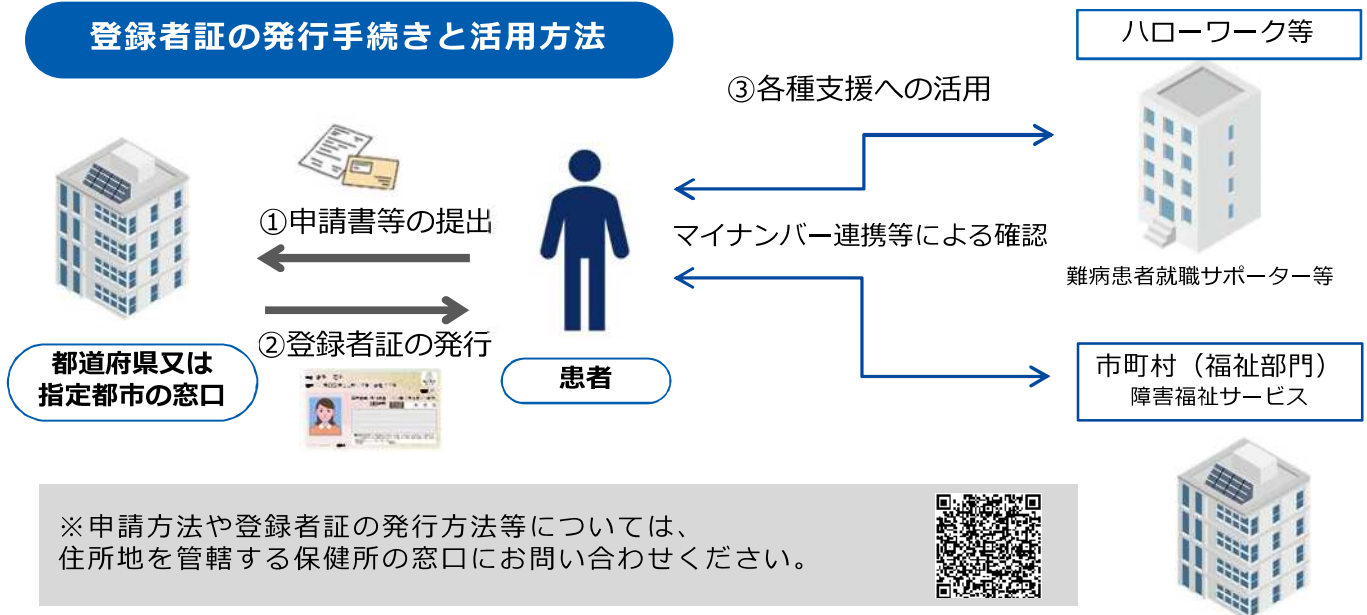 登録者証の発行手続きと活用方法
ハローワーク等
③各種支援への活用
①申請書等の提出
マイナンバー連携等による確認
難病患者就職サポーター等
②登録者証の発行
都道府県又は
指定都市の窓口
患者
市町村（福祉部門）
障害福祉サービス
※申請方法や登録者証の発行方法等については、
住所地を管轄する保健所の窓口にお問い合わせください。